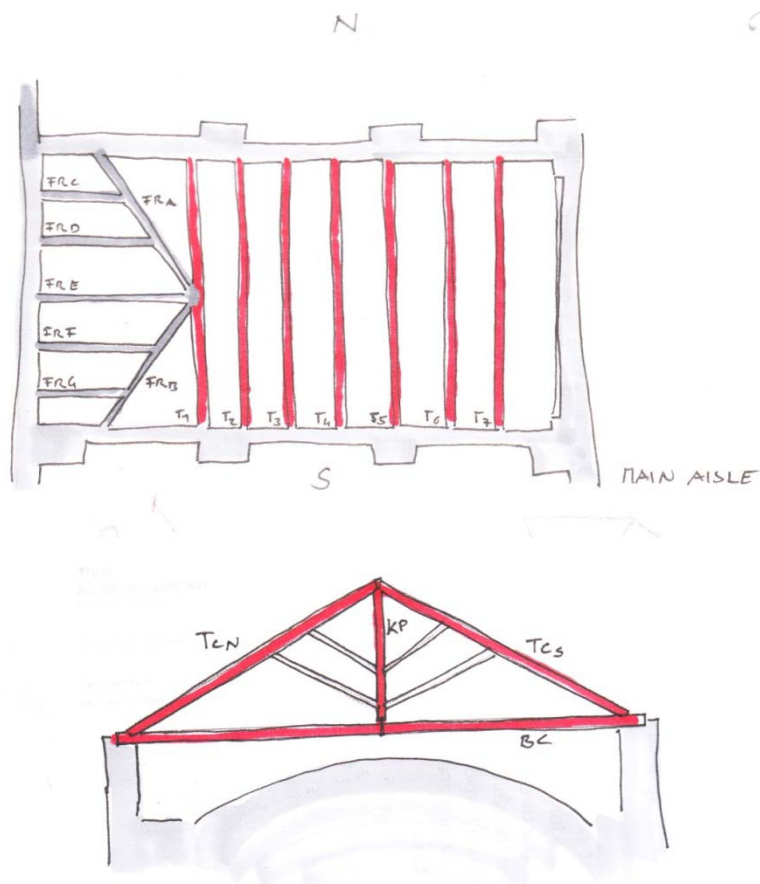 N
FRC
FRA
FRD
FRE
FRF
FRG
FRB
T1 T2 T3 T4 T5 T6 T7
S
MAIN AISLE
KP
TCN
TCS
BC